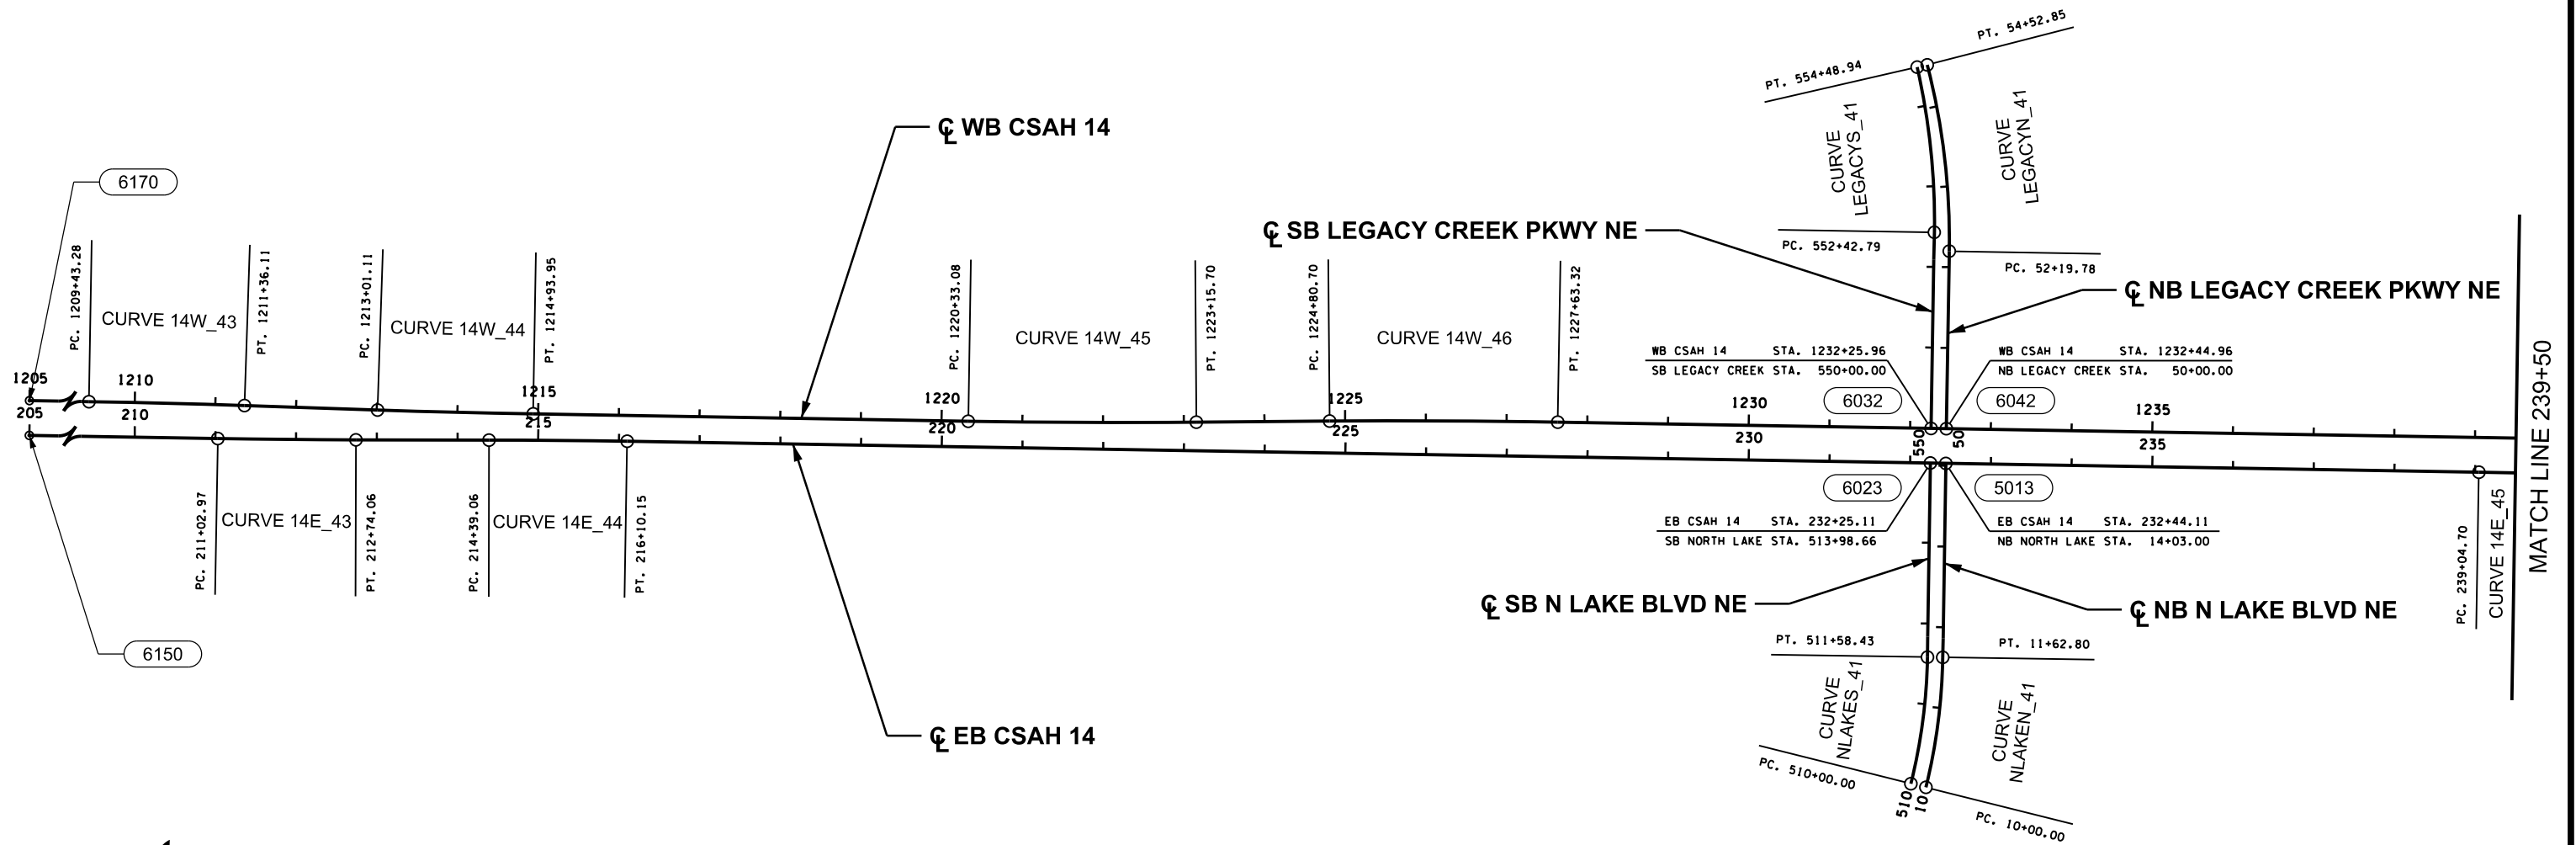 PT. 54+52.85
PT. 554+48.94
CURVE
LEGACYS_41
CURVE
LEGACYN_41
℄ WB CSAH 14
6170
℄ SB LEGACY CREEK PKWY NE
PC. 552+42.79
PC. 52+19.78
℄ NB LEGACY CREEK PKWY NE
PC. 1209+43.28
CURVE 14W_43
PT. 1211+36.11
PC. 1213+01.11
CURVE 14W_44
PT. 1214+93.95
PC. 1220+33.08
CURVE 14W_45
PT. 1223+15.70
PC. 1224+80.70
CURVE 14W_46
PT. 1227+63.32
WB CSAH 14 STA. 1232+25.96
SB LEGACY CREEK STA. 550+00.00
WB CSAH 14 STA. 1232+44.96
NB LEGACY CREEK STA. 50+00.00
6032
6042
1205
1210
1215
1220
1225
1230
1235
205
210
215
220
225
230
550
50
235
MATCH LINE 239+50
6023
5013
PC. 211+02.97
CURVE 14E_43
PT. 212+74.06
PC. 214+39.06
CURVE 14E_44
PT. 216+10.15
EB CSAH 14 STA. 232+25.11
SB NORTH LAKE STA. 513+98.66
EB CSAH 14 STA. 232+44.11
NB NORTH LAKE STA. 14+03.00
PC. 239+04.70
CURVE 14E_45
℄ SB N LAKE BLVD NE
℄ NB N LAKE BLVD NE
6150
PT. 511+58.43
PT. 11+62.80
CURVE
NLAKES_41
CURVE
NLAKEN_41
℄ EB CSAH 14
PC. 510+00.00
510
10
PC. 10+00.00